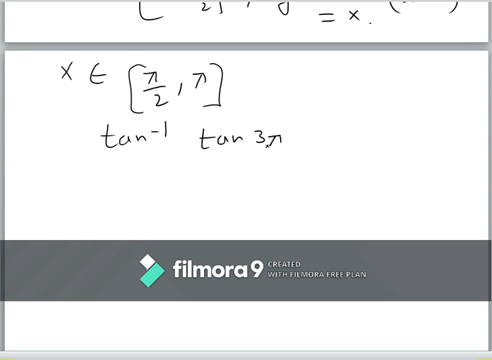 = x.
x ∈ [π/2, π]
tan⁻¹ tan 3π
filmora9 CREATED
WITH FILMORA FREE PLAN